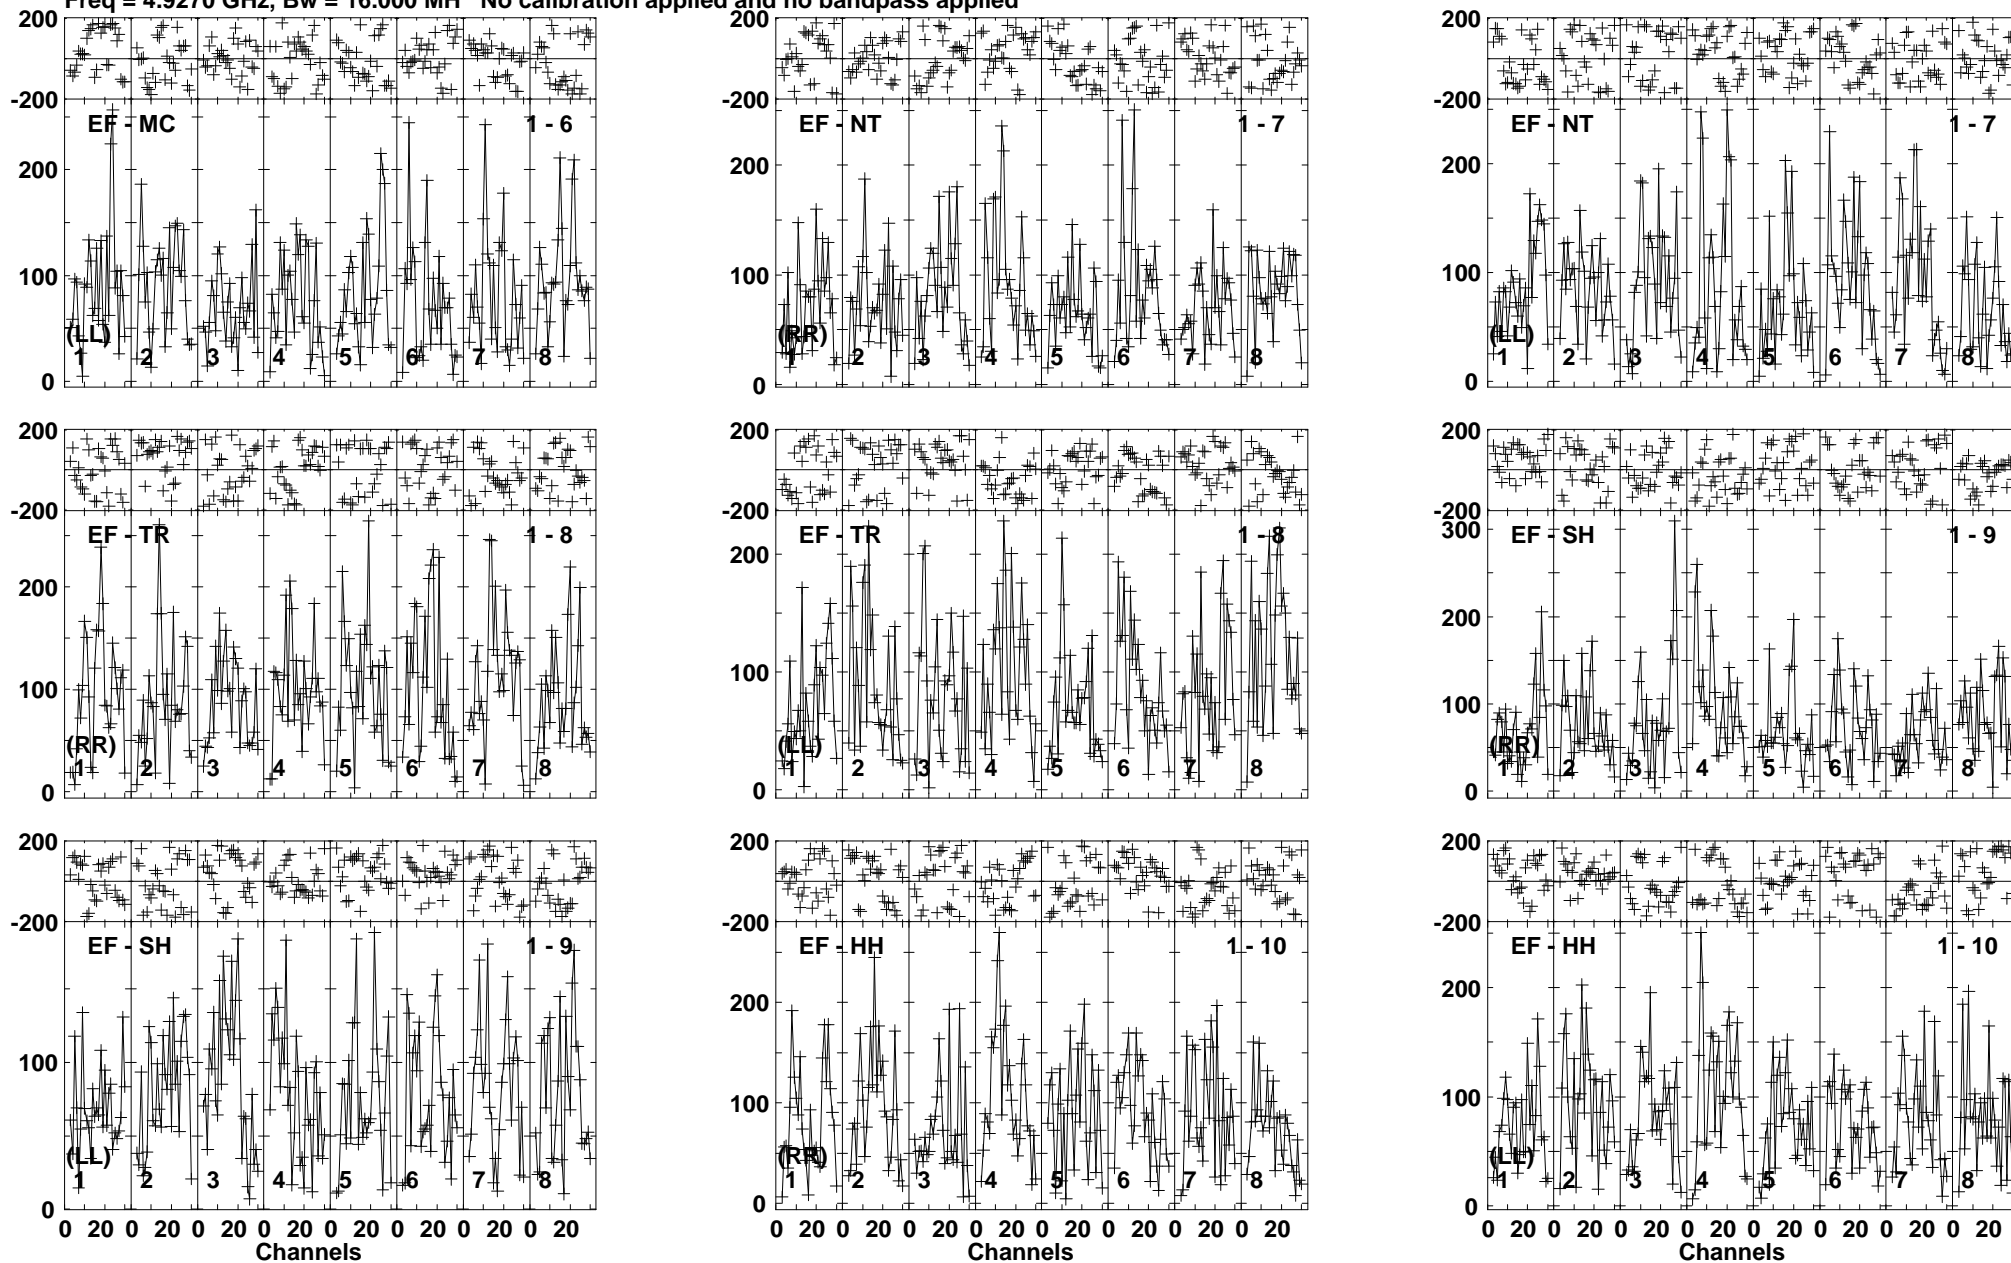 Freq = 4.9270 GHz, Bw = 16.000 MH No calibration applied and no bandpass applied
200 200 200
-200 -200 -200
EF - MC 1 - 6 EF - NT 1 - 7 EF - NT 1 - 7
200 200 200
100 100 100
(LL) (RR) (LL)
1 2 3 4 5 6 7 8 1 2 3 4 5 6 7 8 1 2 3 4 5 6 7 8
0 0 0
200 200 200
-200 -200 -200
EF - TR 1 - 8 EF - TR 1 - 8 EF - SH 1 - 9
300
200 200 200
100 100 100
(RR) (LL) (RR)
1 2 3 4 5 6 7 8 1 2 3 4 5 6 7 8 1 2 3 4 5 6 7 8
0 0 0
200 200 200
-200 -200 -200
EF - SH 1 - 9 EF - HH 1 - 10 EF - HH 1 - 10
200 200
100 100 100
(LL) (RR) (LL)
1 2 3 4 5 6 7 8 1 2 3 4 5 6 7 8 1 2 3 4 5 6 7 8
0 0 0
0 20 0 20 0 20 0 20 0 20 0 20 0 20 0 20 0 20 0 20 0 20 0 20 0 20 0 20 0 20 0 20 0 20 0 20 0 20 0 20 0 20 0 20 0 20 0 20
Channels Channels Channels